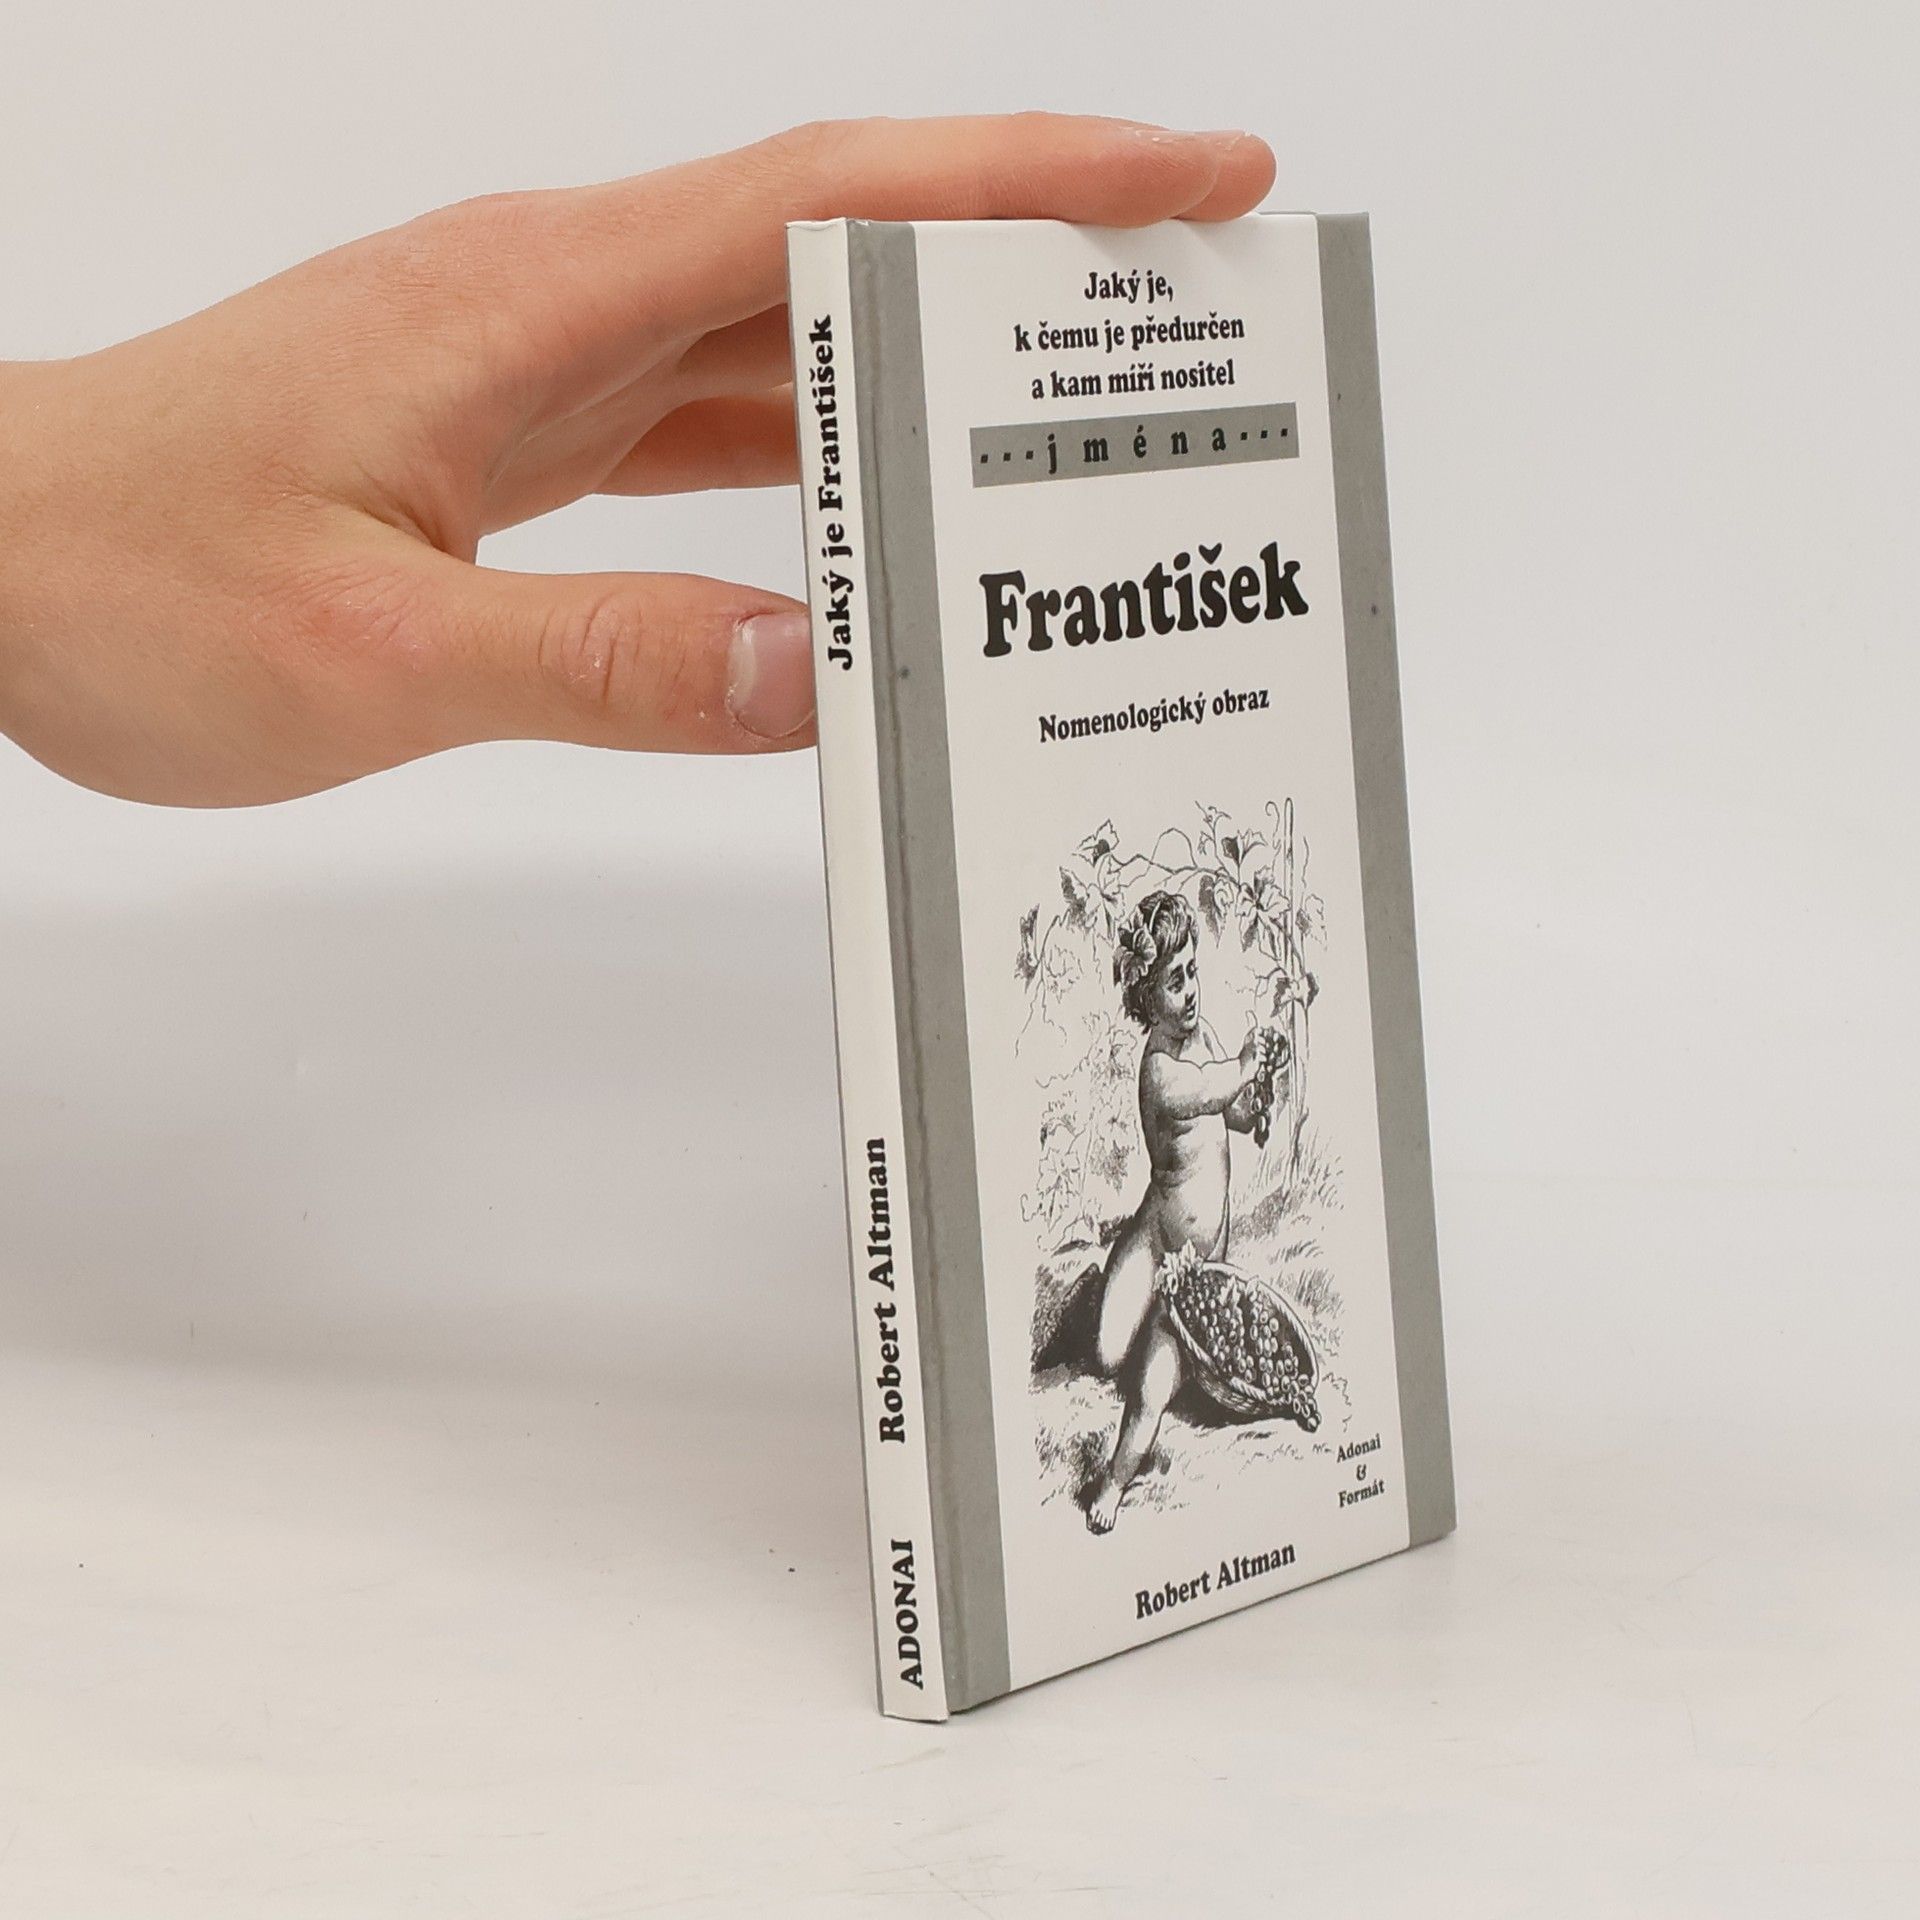 Jaký je František
Robert Altman
ADONAI
Jaký je,
k čemu je předurčen
a kam míří nositel
...jména...
František
Nomenologický obraz
Adonai
&
Formát
Robert Altman